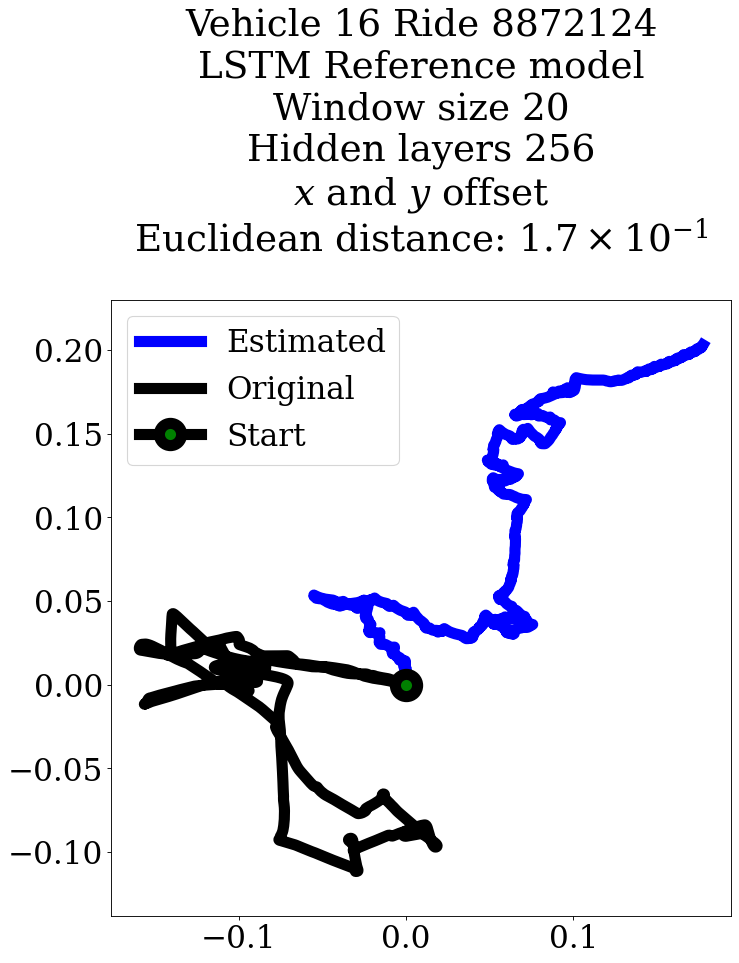 Vehicle 16 Ride 8872124
LSTM Reference model
Window size 20
Hidden layers 256
x and y offset
Euclidean distance: 1.7 × 10⁻¹
Estimated
Original
Start
0.20
0.15
0.10
0.05
0.00
−0.05
−0.10
−0.1 0.0 0.1